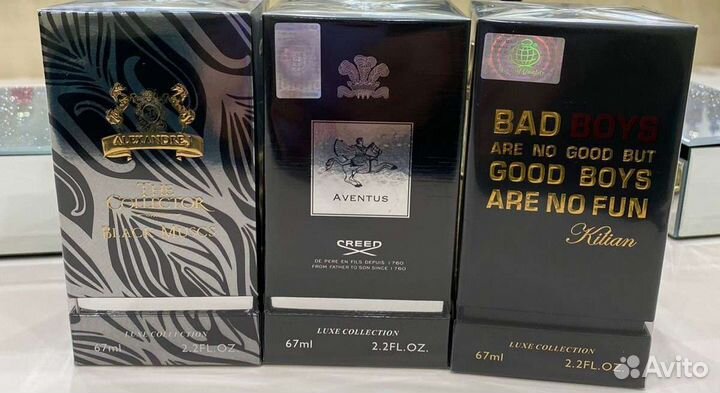 ALEXANDRE.J
THE
COLLECTOR
BLACK MUSCS
LUXE COLLECTION
67ml 2.2FL.OZ.
AVENTUS
CREED
DE PERE EN FILS DEPUIS 1760
FROM FATHER TO SON SINCE 1760
LUXE COLLECTION
67ml 2.2FL.OZ.
BAD BOYS
ARE NO GOOD BUT
GOOD BOYS
ARE NO FUN
Kilian
LUXE COLLECTION
67ml 2.2FL.OZ.
Avito